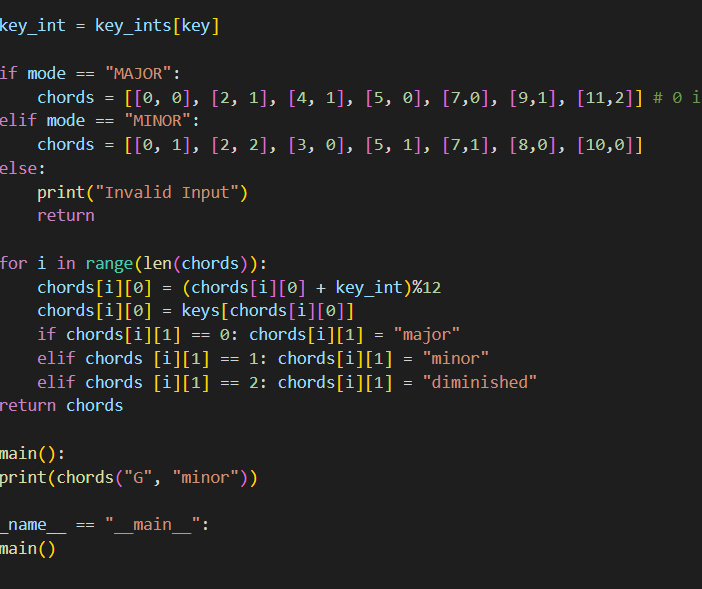 key_int = key_ints[key]
if mode == "MAJOR":
chords = [[0, 0], [2, 1], [4, 1], [5, 0], [7,0], [9,1], [11,2]] # 0 i
elif mode == "MINOR":
chords = [[0, 1], [2, 2], [3, 0], [5, 1], [7,1], [8,0], [10,0]]
else:
print("Invalid Input")
return
for i in range(len(chords)):
chords[i][0] = (chords[i][0] + key_int)%12
chords[i][0] = keys[chords[i][0]]
if chords[i][1] == 0: chords[i][1] = "major"
elif chords [i][1] == 1: chords[i][1] = "minor"
elif chords [i][1] == 2: chords[i][1] = "diminished"
return chords
main():
print(chords("G", "minor"))
_name__ == "__main__":
main()